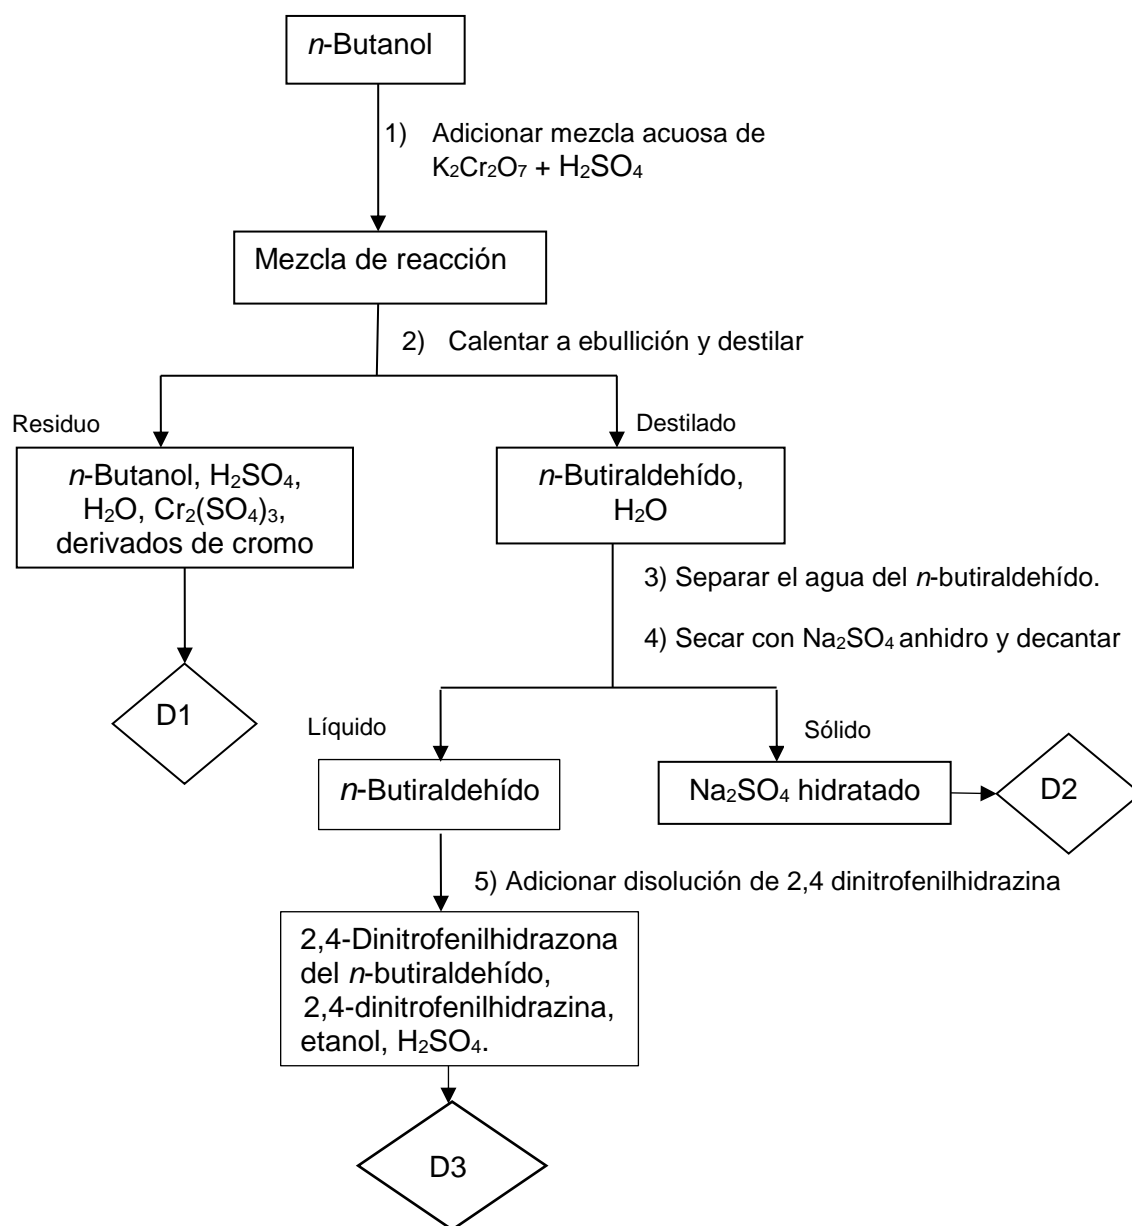 n-Butanol
1) Adicionar mezcla acuosa de
K₂Cr₂O₇ + H₂SO₄
Mezcla de reacción
2) Calentar a ebullición y destilar
Residuo
Destilado
n-Butanol, H₂SO₄,
H₂O, Cr₂(SO₄)₃,
derivados de cromo
n-Butiraldehído,
H₂O
3) Separar el agua del n-butiraldehído.
4) Secar con Na₂SO₄ anhidro y decantar
D1
Líquido
Sólido
n-Butiraldehído
Na₂SO₄ hidratado
D2
5) Adicionar disolución de 2,4 dinitrofenilhidrazina
2,4-Dinitrofenilhidrazona
del n-butiraldehído,
2,4-dinitrofenilhidrazina,
etanol, H₂SO₄.
D3